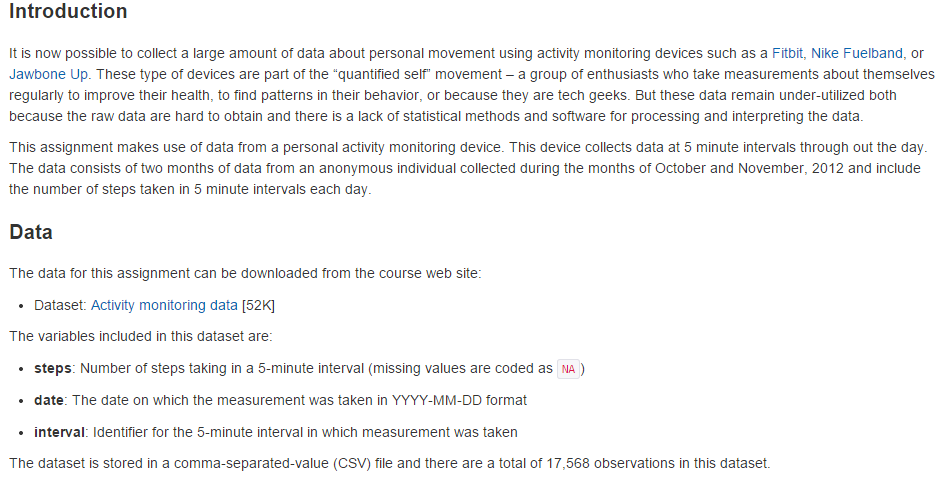 Introduction
It is now possible to collect a large amount of data about personal movement using activity monitoring devices such as a Fitbit, Nike Fuelband, or
Jawbone Up. These type of devices are part of the “quantified self” movement – a group of enthusiasts who take measurements about themselves
regularly to improve their health, to find patterns in their behavior, or because they are tech geeks. But these data remain under-utilized both
because the raw data are hard to obtain and there is a lack of statistical methods and software for processing and interpreting the data.
This assignment makes use of data from a personal activity monitoring device. This device collects data at 5 minute intervals through out the day.
The data consists of two months of data from an anonymous individual collected during the months of October and November, 2012 and include
the number of steps taken in 5 minute intervals each day.
Data
The data for this assignment can be downloaded from the course web site:
• Dataset: Activity monitoring data [52K]
The variables included in this dataset are:
• steps: Number of steps taking in a 5-minute interval (missing values are coded as NA)
• date: The date on which the measurement was taken in YYYY-MM-DD format
• interval: Identifier for the 5-minute interval in which measurement was taken
The dataset is stored in a comma-separated-value (CSV) file and there are a total of 17,568 observations in this dataset.